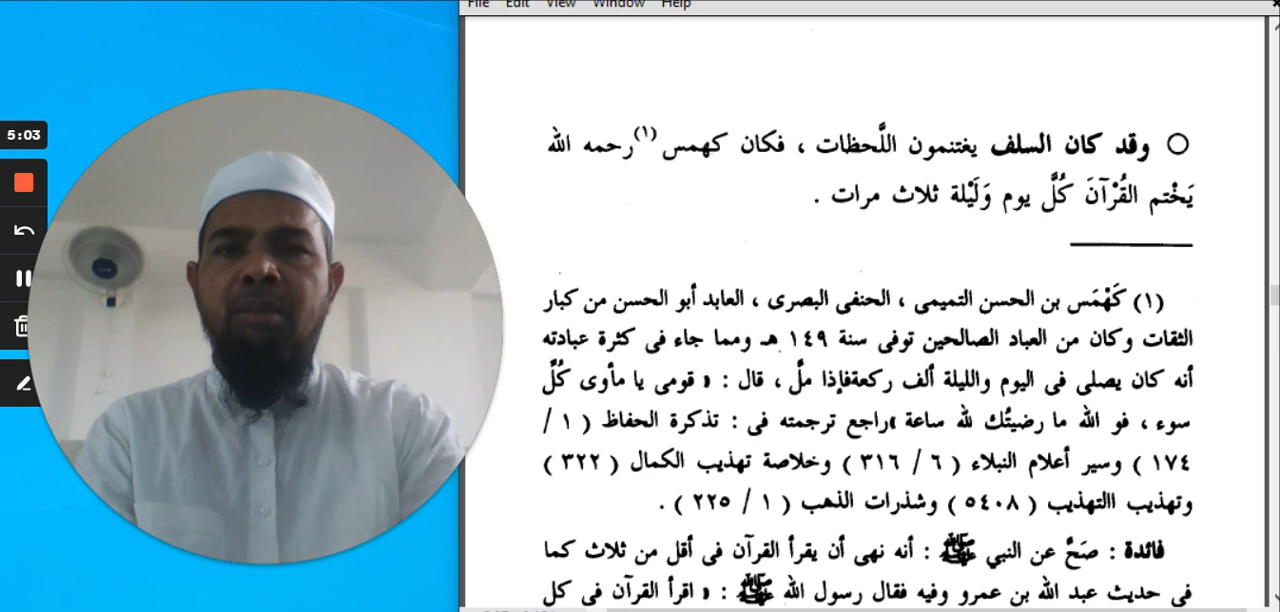 File Edit View Window Help
5:03
○ وقد كان السلف يغتنمون اللَّحظات ، فكان كهمس(١) رحمه الله
يَخْتم القُرْآنَ كُلَّ يوم وَلَيْلة ثلاث مرات .
(١) كَهْمَس بن الحسن التميمى ، الحنفى البصرى ، العابد أبو الحسن من كبار
الثقات وكان من العباد الصالحين توفى سنة ١٤٩ هـ ومما جاء فى كثرة عبادته
أنه كان يصلى فى اليوم والليلة ألف ركعةفإذا ملَّ ، قال : « قومى يا مأوى كُلِّ
سوء ، فو الله ما رضيتُك لله ساعة »راجع ترجمته فى : تذكرة الحفاظ ( ١ /
١٧٤ ) وسير أعلام النبلاء ( ٦ / ٣١٦ ) وخلاصة تهذيب الكمال ( ٣٢٢ )
وتهذيب االتهذيب ( ٥٤٠٨ ) وشذرات الذهب ( ١ / ٢٢٥ ) .
فائدة : صَحَّ عن النبي ﷺ : أنه نهى أن يقرأ القرآن فى أقل من ثلاث كما
فى حديث عبد الله بن عمرو وفيه فقال رسول الله ﷺ : « اقرأ القرآن فى كل